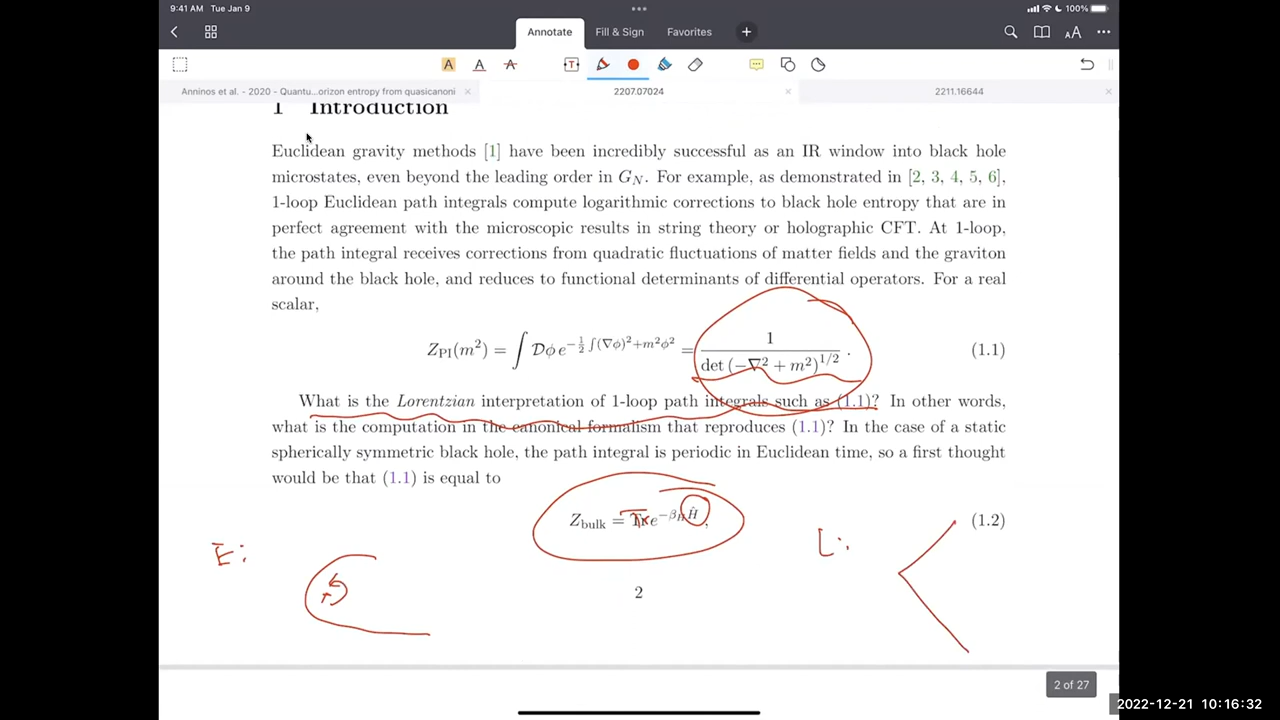 9:41 AM Tue Jan 9
100%
Annotate
Fill & Sign
Favorites
Anninos et al. - 2020 - Quantu...orizon entropy from quasicanoni
2207.07024
2211.16644
1 Introduction
Euclidean gravity methods [1] have been incredibly successful as an IR window into black hole
microstates, even beyond the leading order in G_N. For example, as demonstrated in [2, 3, 4, 5, 6],
1-loop Euclidean path integrals compute logarithmic corrections to black hole entropy that are in
perfect agreement with the microscopic results in string theory or holographic CFT. At 1-loop,
the path integral receives corrections from quadratic fluctuations of matter fields and the graviton
around the black hole, and reduces to functional determinants of differential operators. For a real
scalar,
Z_PI(m²) = ∫ Dϕ e^{-½ ∫(∇ϕ)²+m²ϕ²} = 1 / det (−∇² + m²)^{1/2} . (1.1)
What is the Lorentzian interpretation of 1-loop path integrals such as (1.1)? In other words,
what is the computation in the canonical formalism that reproduces (1.1)? In the case of a static
spherically symmetric black hole, the path integral is periodic in Euclidean time, so a first thought
would be that (1.1) is equal to
Z_bulk = Tr e^{−β_H Ĥ}, (1.2)
E:
L:
2
2 of 27
2022-12-21 10:16:32